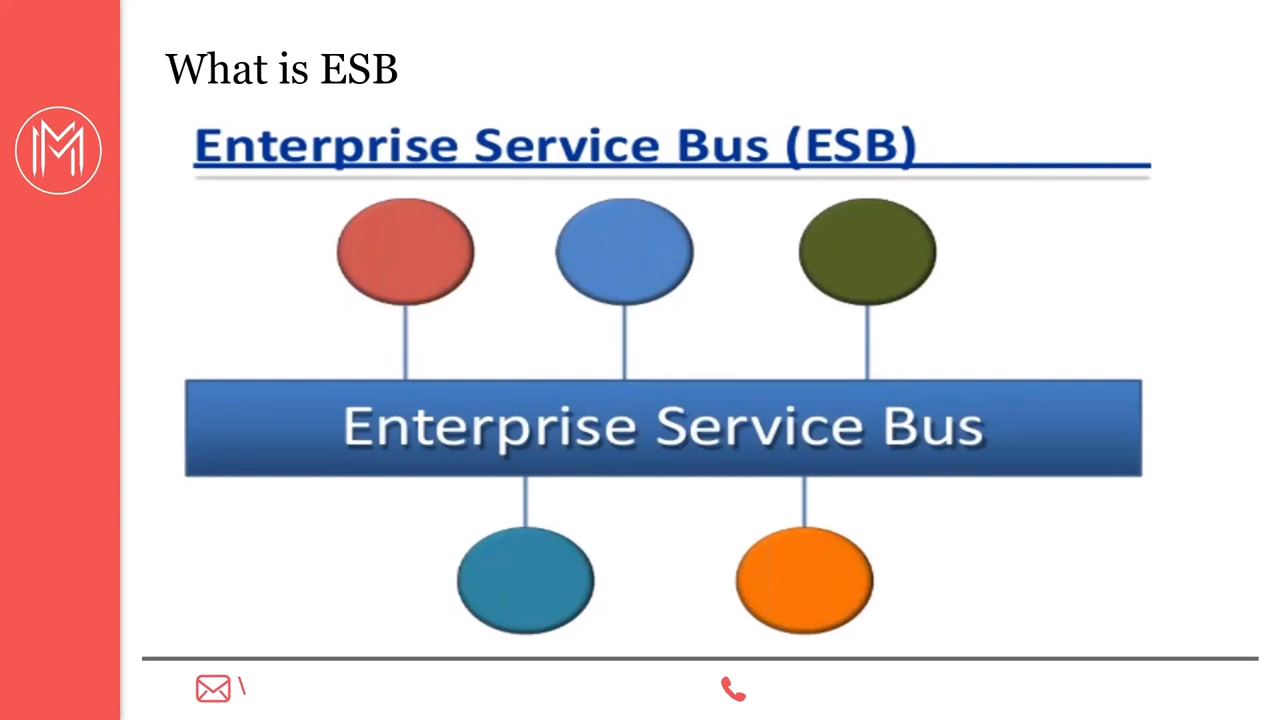 What is ESB
Enterprise Service Bus (ESB)
Enterprise Service Bus
\